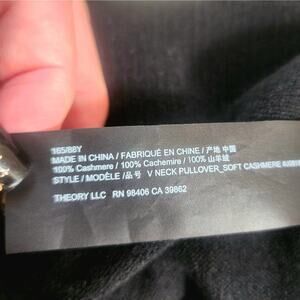 165/88Y
MADE IN CHINA / FABRIQUÉ EN CHINE / 产地 中国
100% Cashmere / 100% Cachemire / 100% 山羊绒
STYLE / MODÈLE / 品号 V NECK PULLOVER_SOFT CASHMERE
THEORY LLC RN 98406 CA 39862